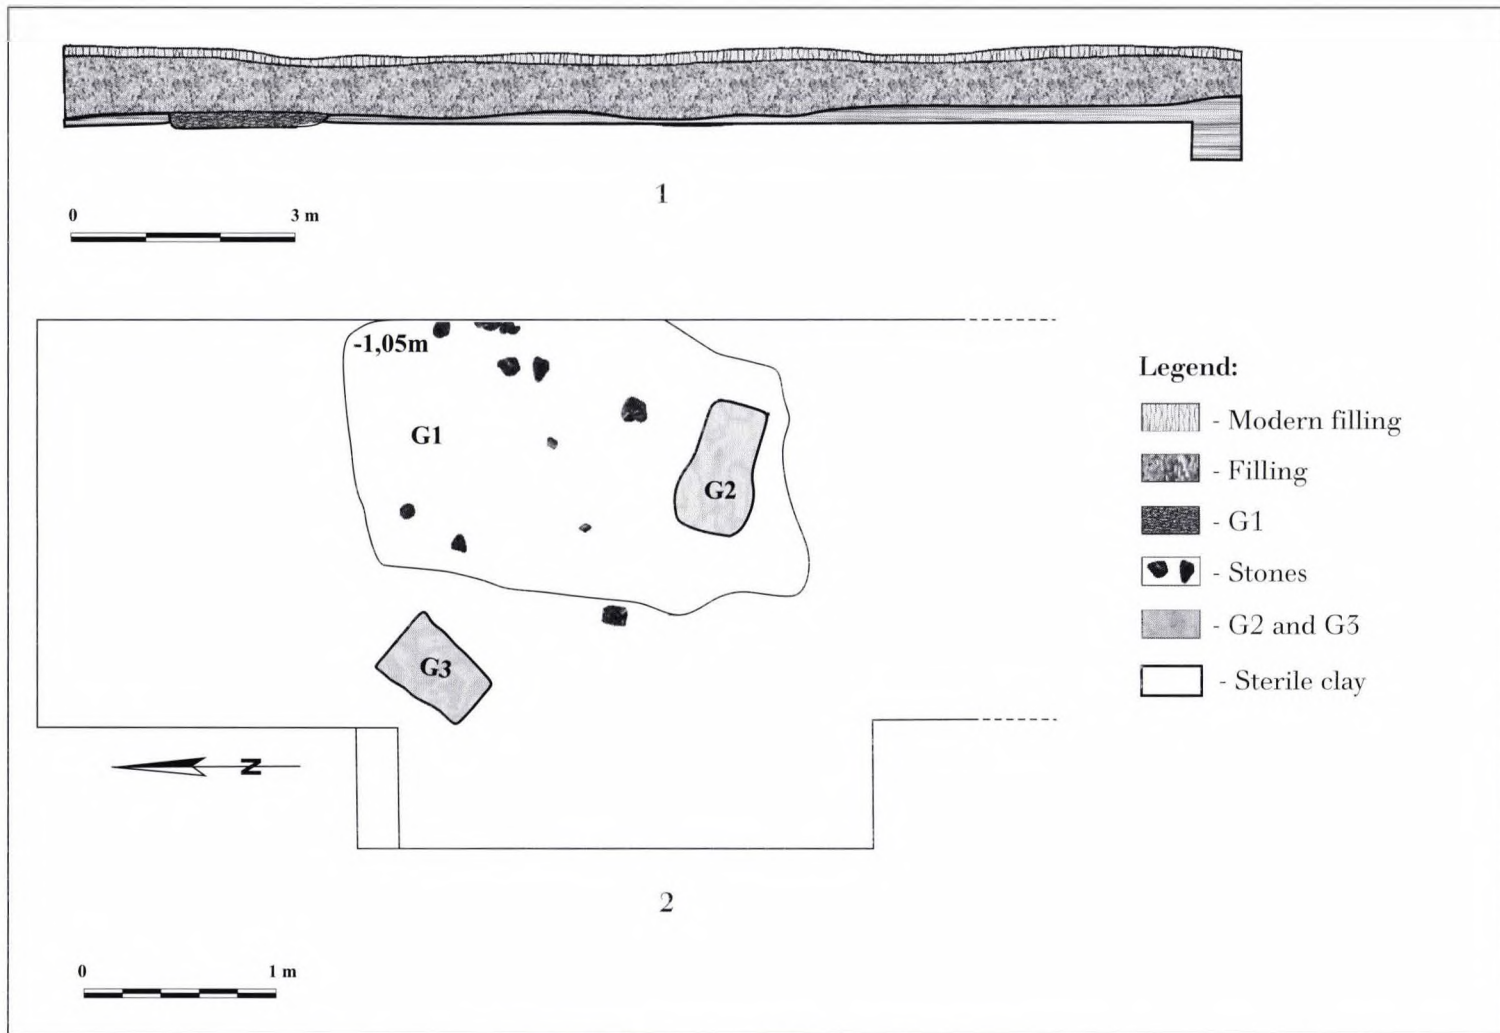 1
0 3 m
-1,05m
G1
G2
G3
N
2
0 1 m
Legend:
- Modern filling
- Filling
- G1
- Stones
- G2 and G3
- Sterile clay